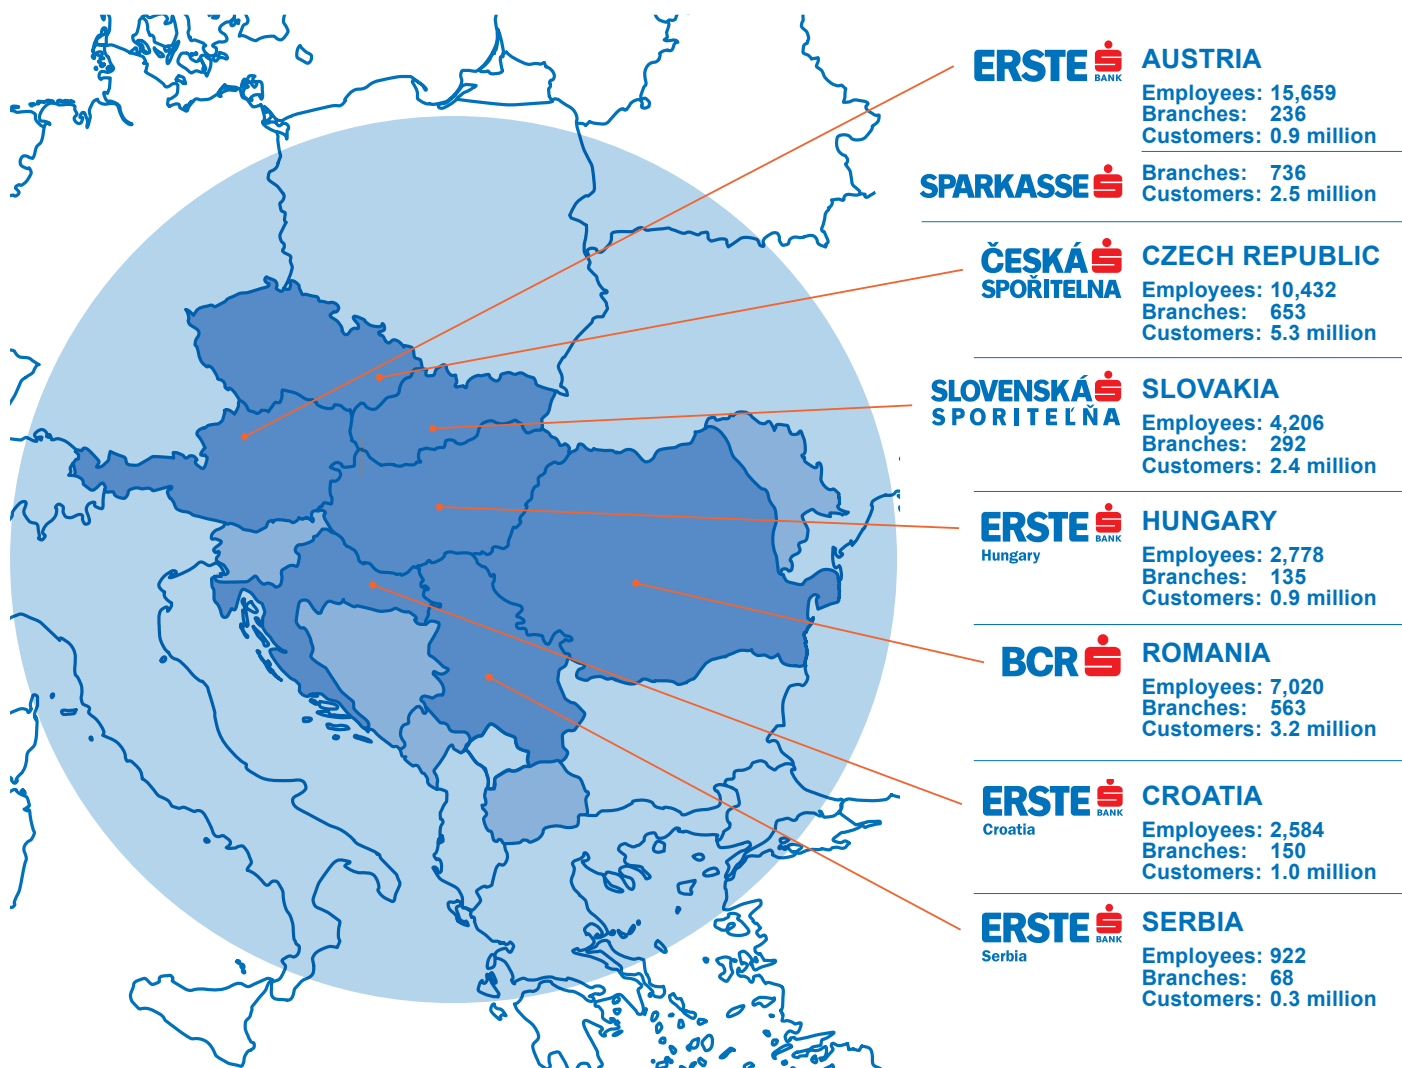 ERSTE BANK
AUSTRIA
Employees: 15,659
Branches: 236
Customers: 0.9 million
SPARKASSE
Branches: 736
Customers: 2.5 million
ČESKÁ
SPOŘITELNA
CZECH REPUBLIC
Employees: 10,432
Branches: 653
Customers: 5.3 million
SLOVENSKÁ
SPORITEĽŇA
SLOVAKIA
Employees: 4,206
Branches: 292
Customers: 2.4 million
ERSTE BANK
Hungary
HUNGARY
Employees: 2,778
Branches: 135
Customers: 0.9 million
BCR
ROMANIA
Employees: 7,020
Branches: 563
Customers: 3.2 million
ERSTE BANK
Croatia
CROATIA
Employees: 2,584
Branches: 150
Customers: 1.0 million
ERSTE BANK
Serbia
SERBIA
Employees: 922
Branches: 68
Customers: 0.3 million